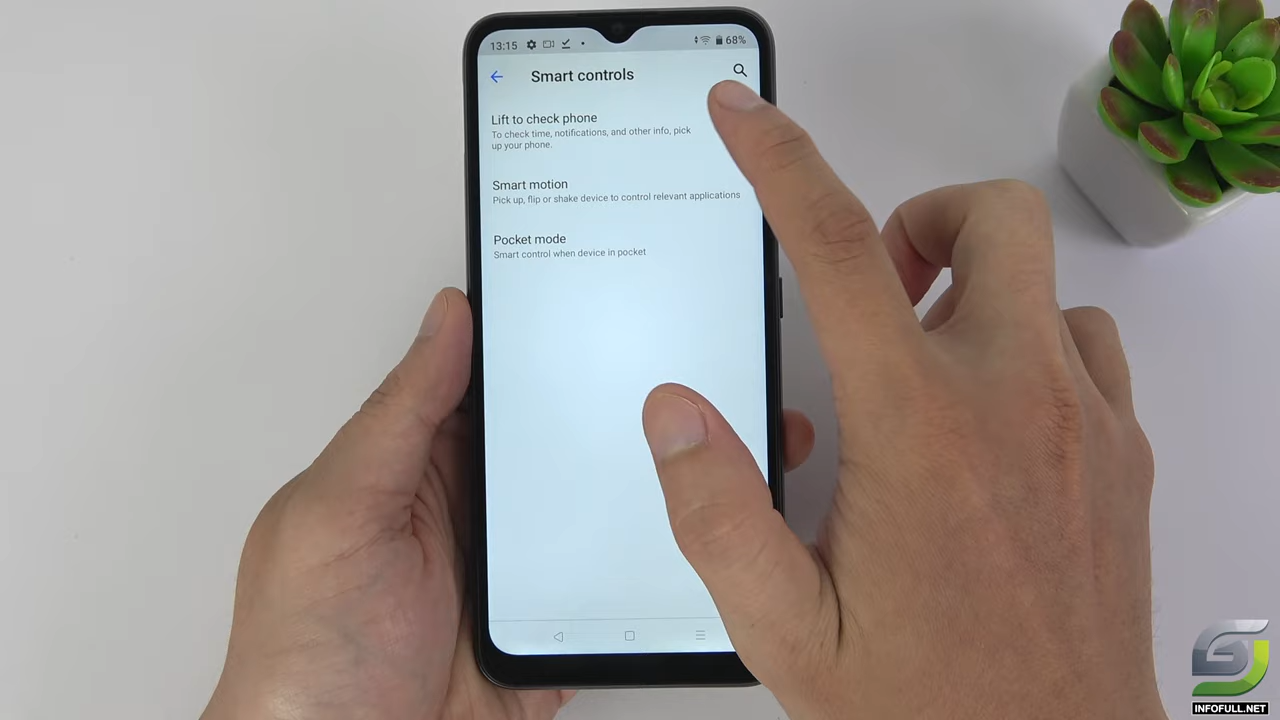 13:15 68%
Smart controls
Lift to check phone
To check time, notifications, and other info, pick
up your phone.
Smart motion
Pick up, flip or shake device to control relevant applications
Pocket mode
Smart control when device in pocket
INFOFULL.NET